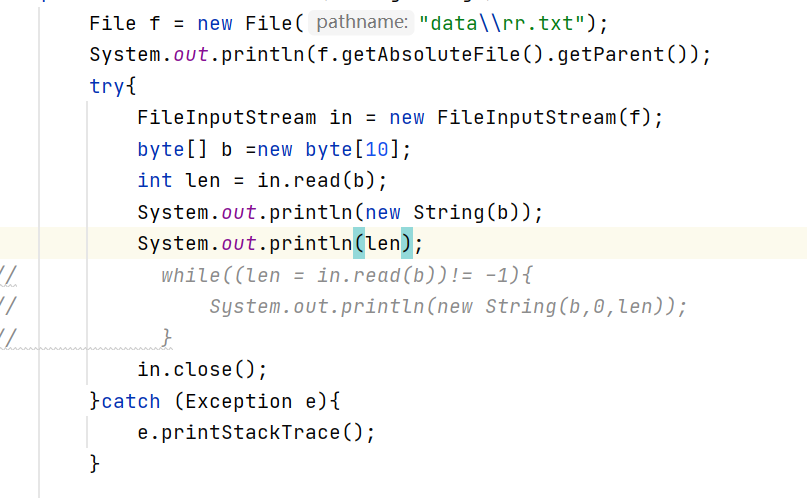 File f = new File( pathname: "data\\rr.txt");
System.out.println(f.getAbsoluteFile().getParent());
try{
FileInputStream in = new FileInputStream(f);
byte[] b =new byte[10];
int len = in.read(b);
System.out.println(new String(b));
System.out.println(len);
// while((len = in.read(b))!= -1){
// System.out.println(new String(b,0,len));
// }
in.close();
}catch (Exception e){
e.printStackTrace();
}